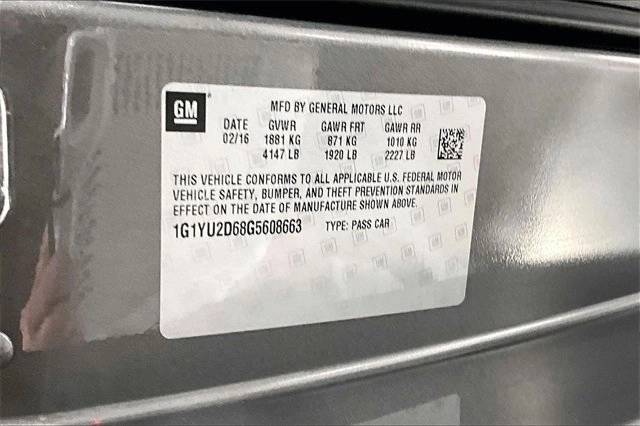 GM
MFD BY GENERAL MOTORS LLC
DATE GVWR GAWR FRT GAWR RR
02/16 1881 KG 871 KG 1010 KG
4147 LB 1920 LB 2227 LB
THIS VEHICLE CONFORMS TO ALL APPLICABLE U.S. FEDERAL MOTOR
VEHICLE SAFETY, BUMPER, AND THEFT PREVENTION STANDARDS IN
EFFECT ON THE DATE OF MANUFACTURE SHOWN ABOVE.
1G1YU2D68G5608663 TYPE: PASS CAR